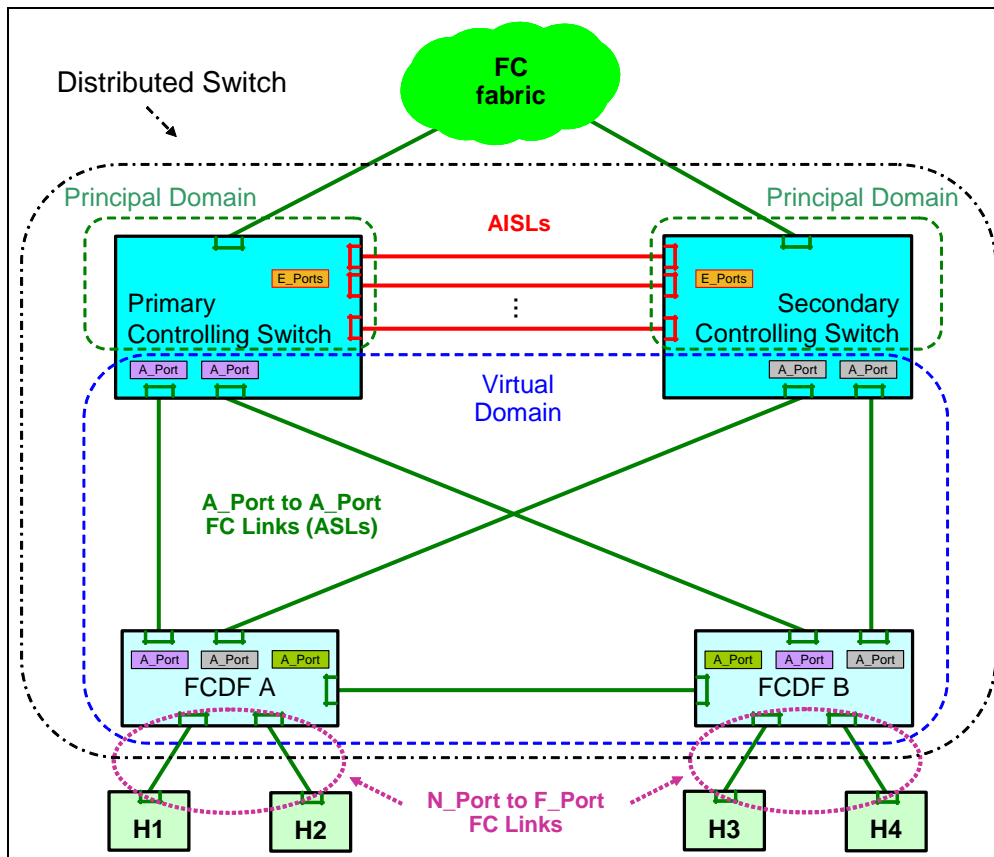 FC
fabric
Distributed Switch
Principal Domain
Principal Domain
AISLs
E_Ports
E_Ports
Primary
Controlling Switch
...
Secondary
Controlling Switch
A_Port
A_Port
Virtual
Domain
A_Port
A_Port
A_Port to A_Port
FC Links (ASLs)
A_Port
A_Port
A_Port
FCDF A
A_Port
A_Port
A_Port
FCDF B
N_Port to F_Port
FC Links
H1
H2
H3
H4